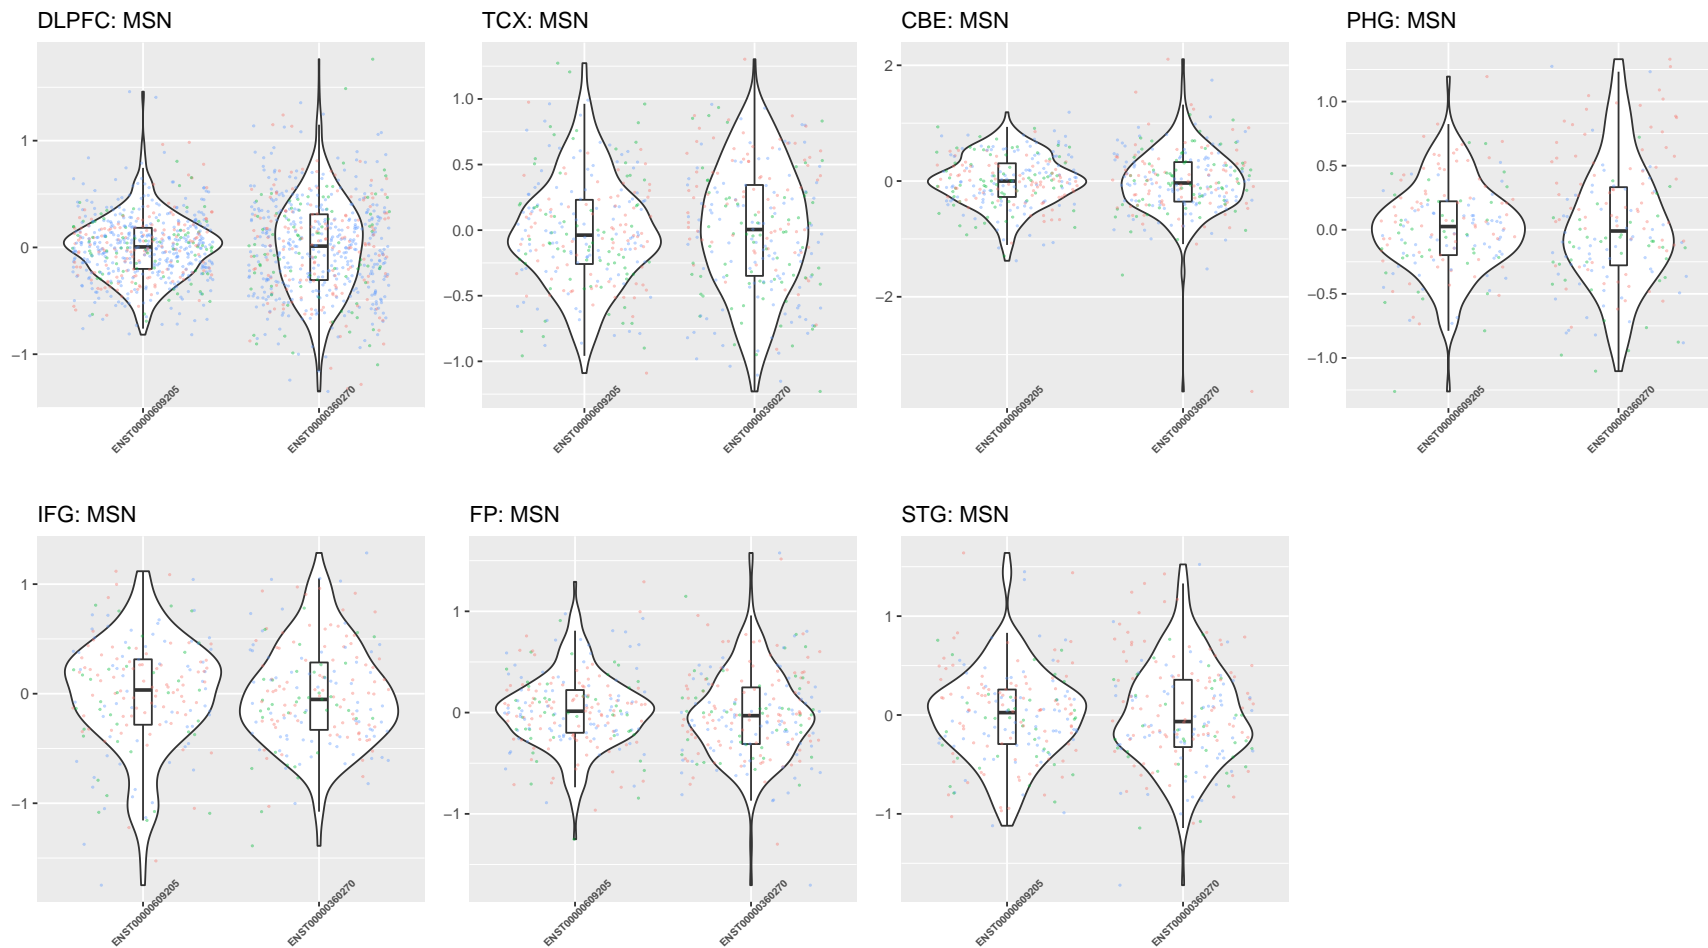 DLPFC: MSN
1
0
−1
ENST00000609205
ENST00000360270
TCX: MSN
1.0
0.5
0.0
−0.5
−1.0
ENST00000609205
ENST00000360270
CBE: MSN
2
0
−2
ENST00000609205
ENST00000360270
PHG: MSN
1.0
0.5
0.0
−0.5
−1.0
ENST00000609205
ENST00000360270
IFG: MSN
1
0
−1
ENST00000609205
ENST00000360270
FP: MSN
1
0
−1
ENST00000609205
ENST00000360270
STG: MSN
1
0
−1
ENST00000609205
ENST00000360270